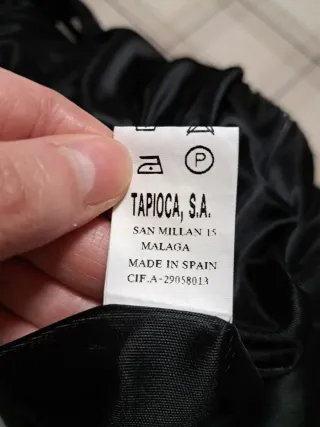 P
TAPIOCA, S.A.
SAN MILLAN 15
MALAGA
MADE IN SPAIN
CIF.A-29058013